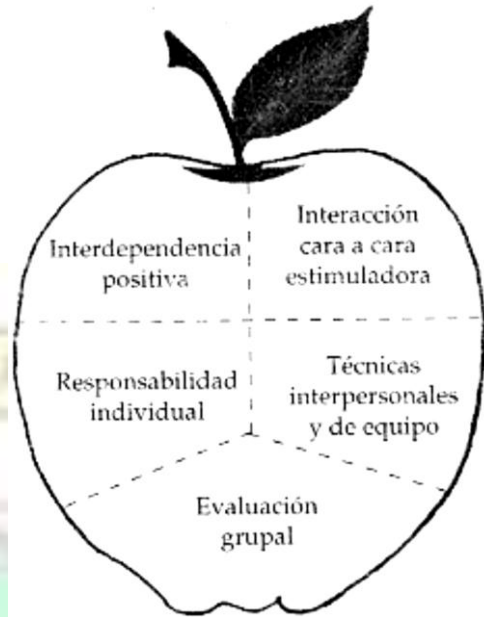 Interdependencia
positiva
Interacción
cara a cara
estimuladora
Responsabilidad
individual
Técnicas
interpersonales
y de equipo
Evaluación
grupal